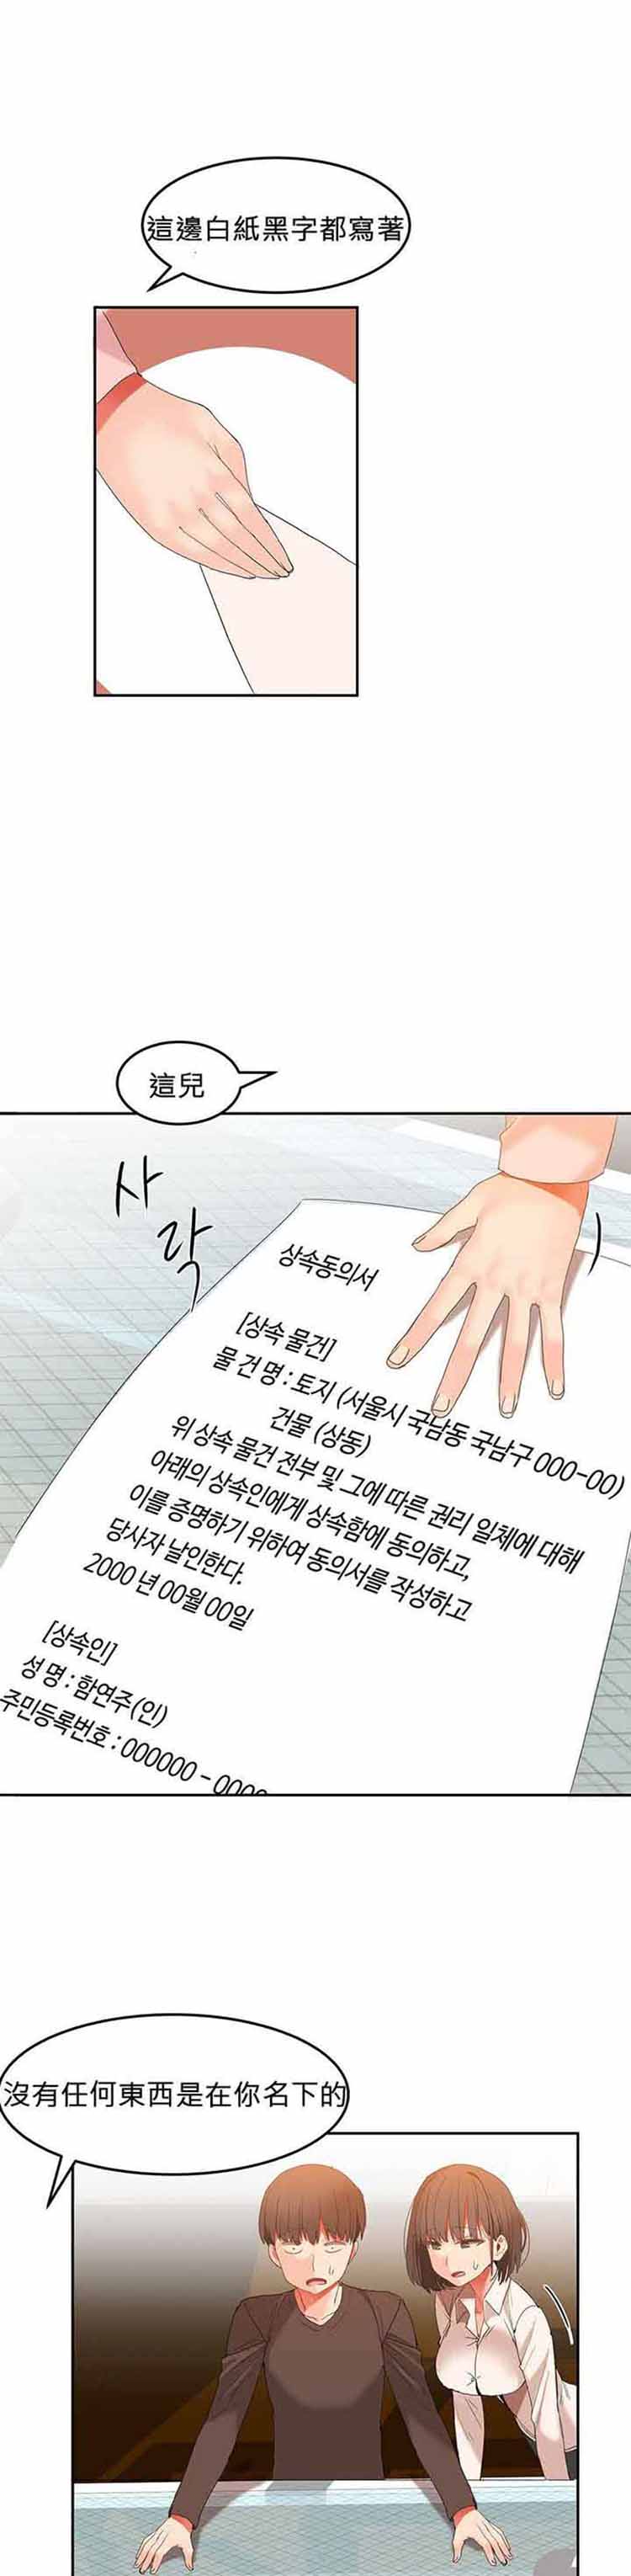 這邊白紙黑字都寫著
這兒
사
락
상속동의서
[상속 물건]
물 건 명 : 토지 (서울시 국남동 국남구 000-00)
건물 (상동)
위 상속 물건 전부 및 그에 따른 권리 일체에 대해
아래의 상속인에게 상속함에 동의하고,
이를 증명하기 위하여 동의서를 작성하고
당사자 날인한다.
2000 년 00월 00일
[상속인]
성 명 : 함연주(인)
주민등록번호 : 000000 - 0000
沒有任何東西是在你名下的